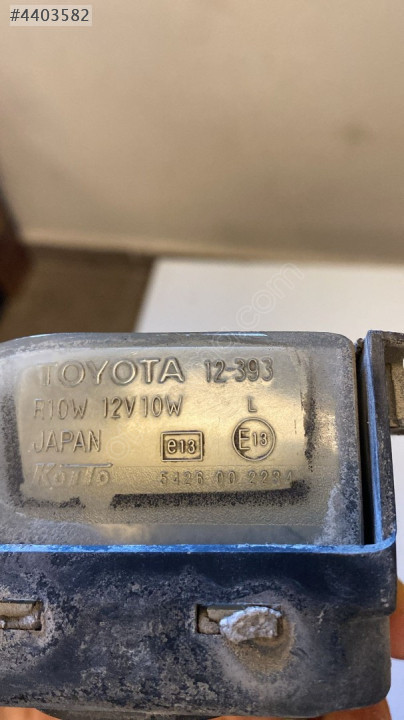 #4403582
TOYOTA 12-393
R10W 12V10W L
JAPAN e13 E13
Koito